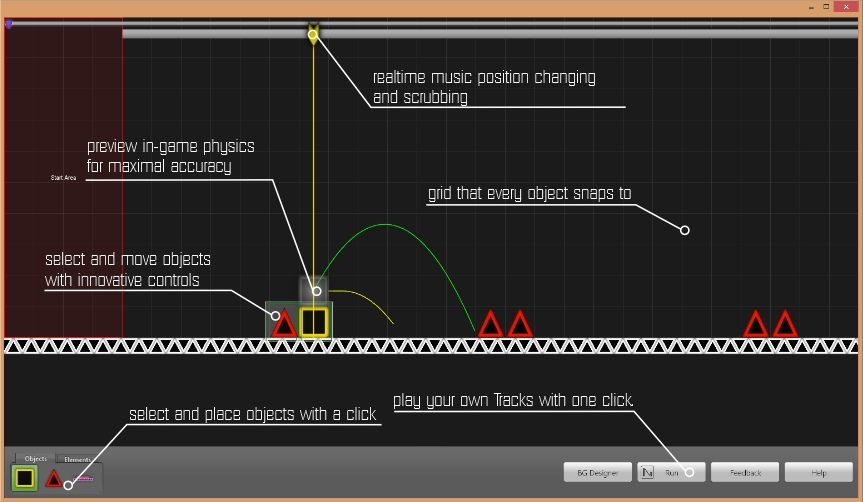 realtime music position changing
and scrubbing
preview in-game physics
for maximal accuracy
Start Area
grid that every object snaps to
select and move objects
with innovative controls
select and place objects with a click
play your own Tracks with one click.
Objects
Elements
BG Designer
Run
Feedback
Help